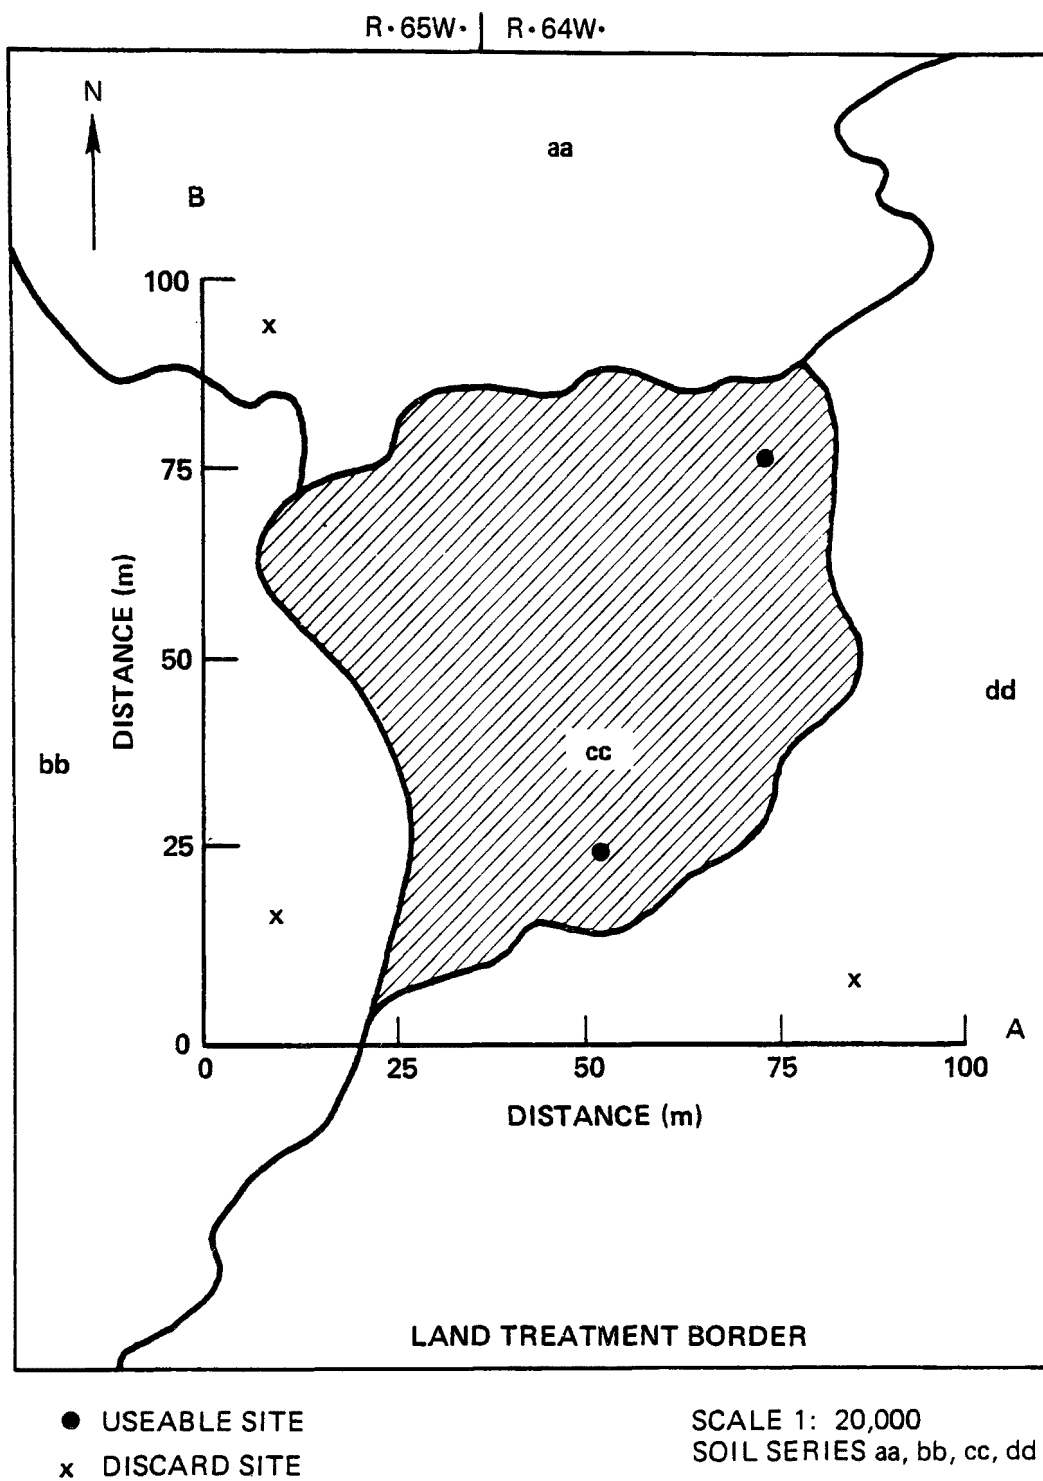 R·65W· | R·64W·
N
aa
B
100
x
75
DISTANCE (m)
50
dd
bb
cc
25
x
x
0
A
0 25 50 75 100
DISTANCE (m)
LAND TREATMENT BORDER
● USEABLE SITE
x DISCARD SITE
SCALE 1: 20,000
SOIL SERIES aa, bb, cc, dd